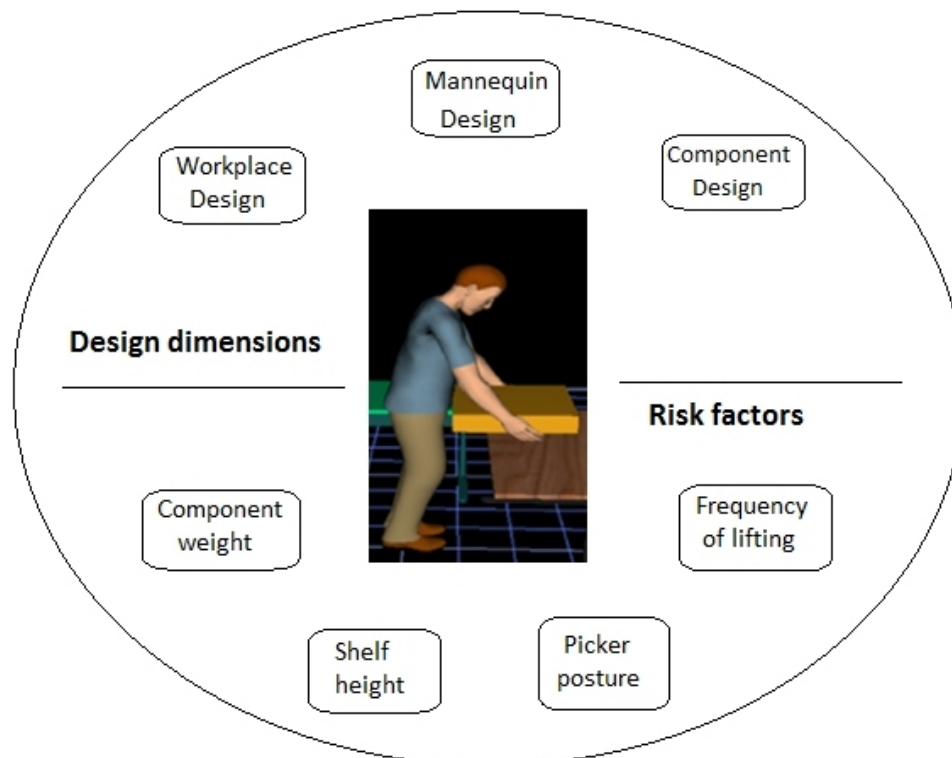 Mannequin
Design
Workplace
Design
Component
Design
Design dimensions
Risk factors
Component
weight
Frequency
of lifting
Shelf
height
Picker
posture